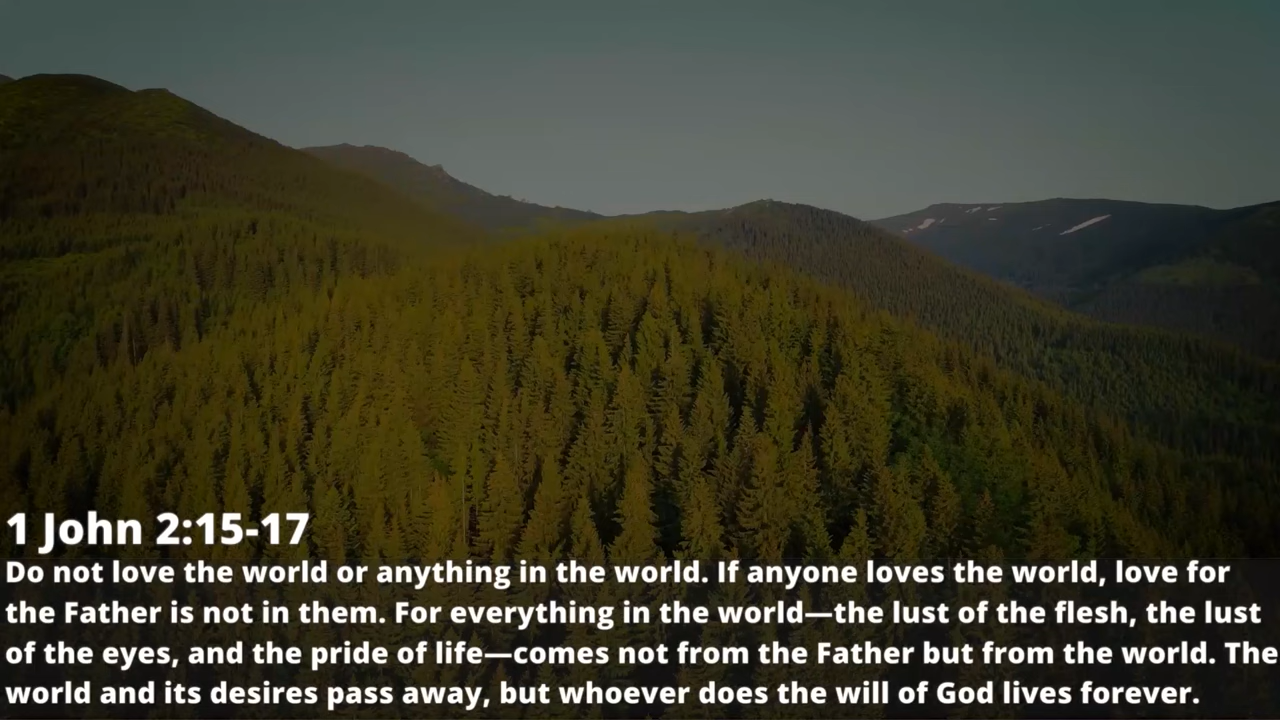 1 John 2:15-17
Do not love the world or anything in the world. If anyone loves the world, love for
the Father is not in them. For everything in the world—the lust of the flesh, the lust
of the eyes, and the pride of life—comes not from the Father but from the world. The
world and its desires pass away, but whoever does the will of God lives forever.